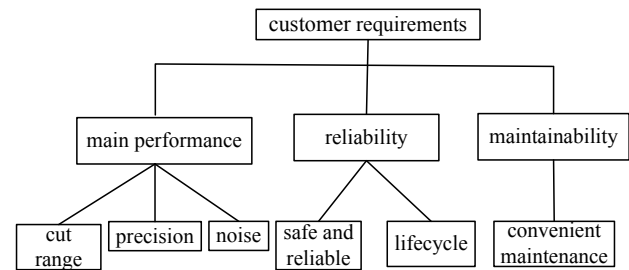 customer requirements
main performance
reliability
maintainability
cut
range
precision
noise
safe and
reliable
lifecycle
convenient
maintenance